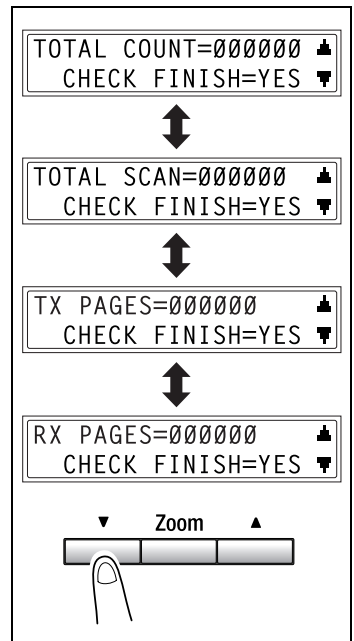 TOTAL COUNT=ØØØØØØ ▲
CHECK FINISH=YES ▼
TOTAL SCAN=ØØØØØØ ▲
CHECK FINISH=YES ▼
TX PAGES=ØØØØØØ ▲
CHECK FINISH=YES ▼
RX PAGES=ØØØØØØ ▲
CHECK FINISH=YES ▼
▼ Zoom ▲